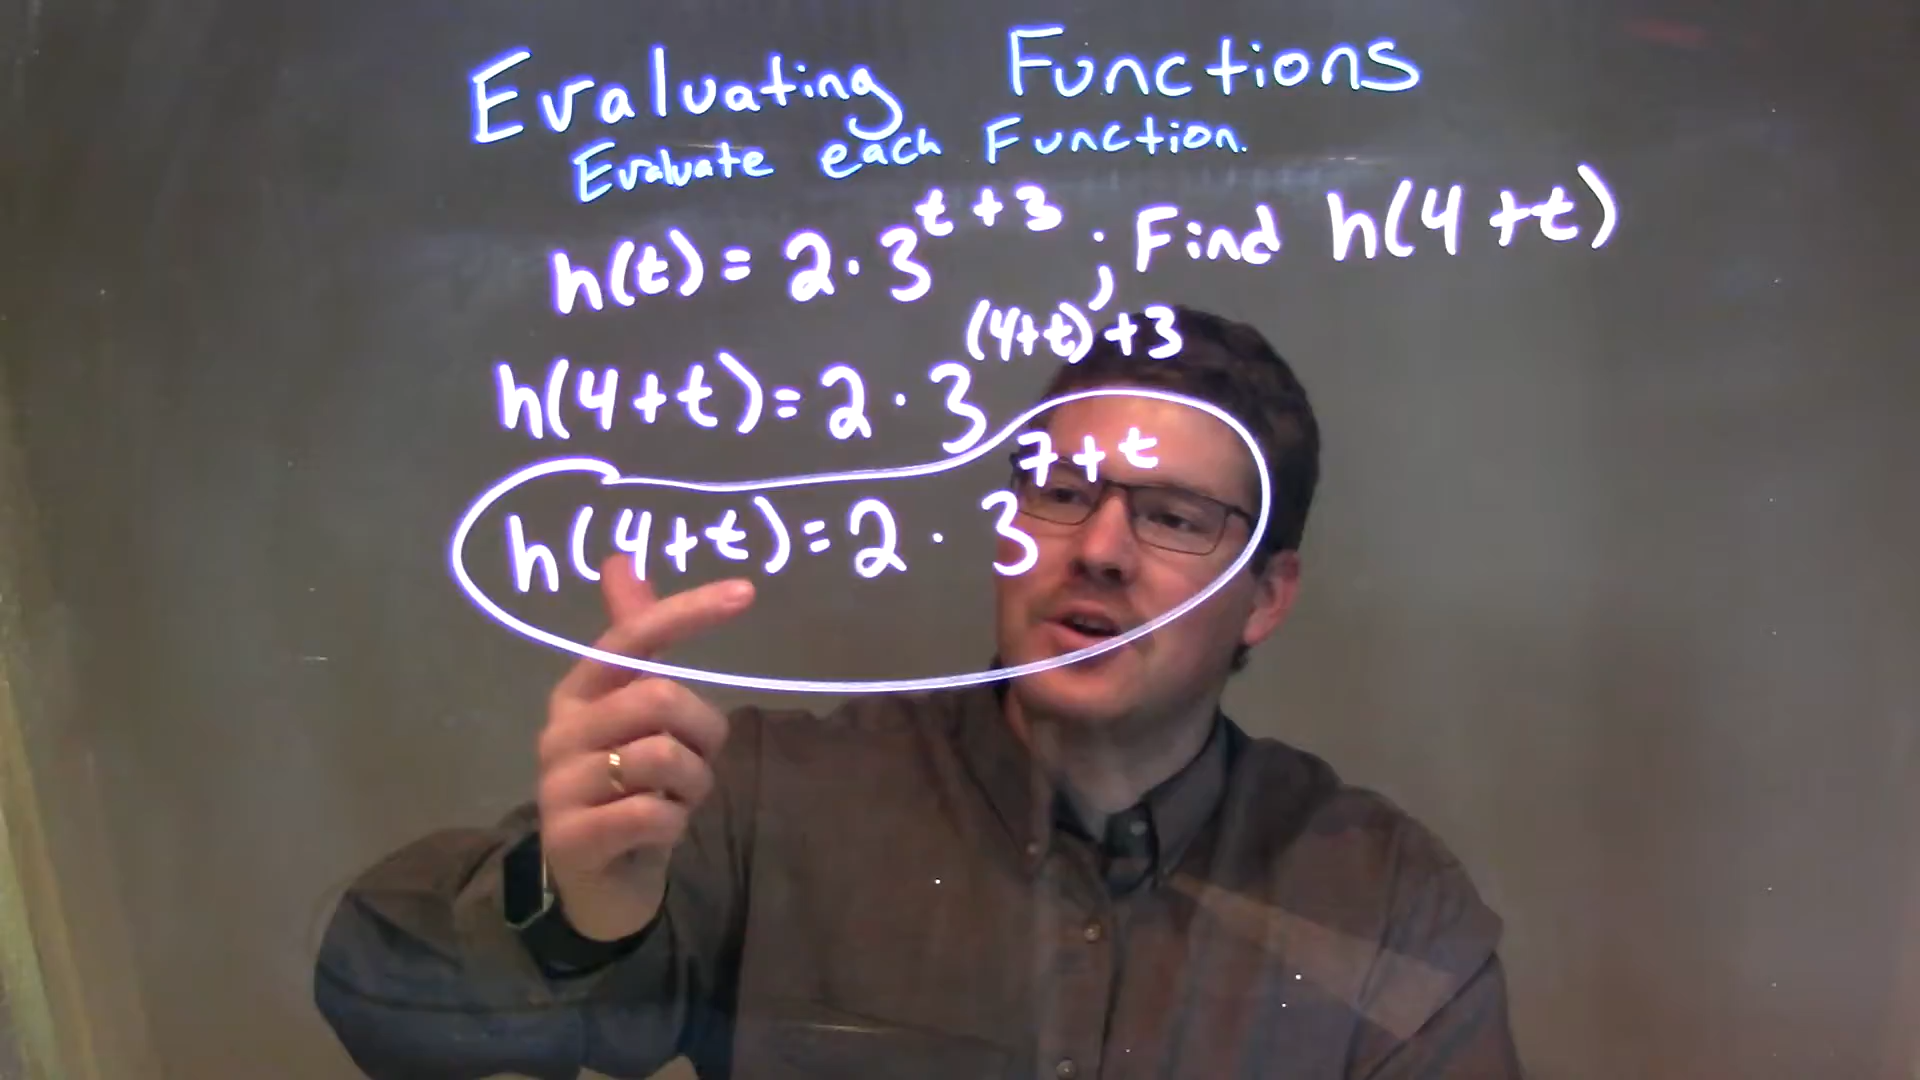 Evaluating Functions
Evaluate each Function.
h(t) = 2 · 3^{t+3} ; Find h(4+t)
h(4+t) = 2 · 3^{(4+t)+3}
h(4+t) = 2 · 3^{7+t}